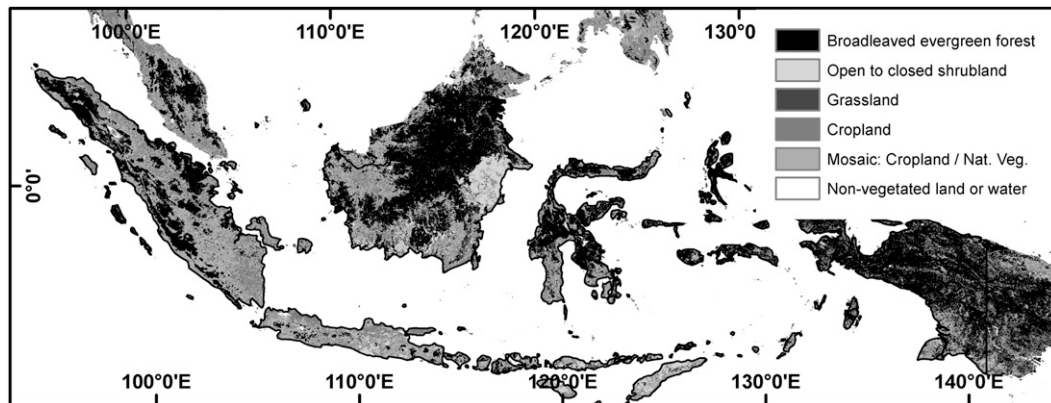 100°0'E 110°0'E 120°0'E 130°0'
Broadleaved evergreen forest
Open to closed shrubland
Grassland
Cropland
Mosaic: Cropland / Nat. Veg.
Non-vegetated land or water
0°0'
100°0'E 110°0'E 120°0'E 130°0'E 140°0'E